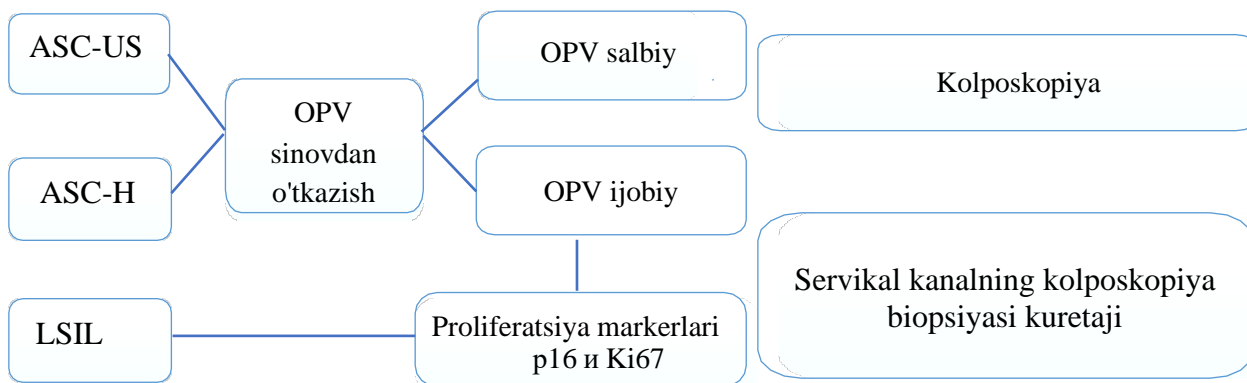 ASC-US
ASC-H
LSIL
OPV
sinovdan
o'tkazish
OPV salbiy
OPV ijobiy
Proliferatsiya markerlari
p16 и Ki67
Kolposkopiya
Servikal kanalning kolposkopiya
biopsiyasi kuretaji